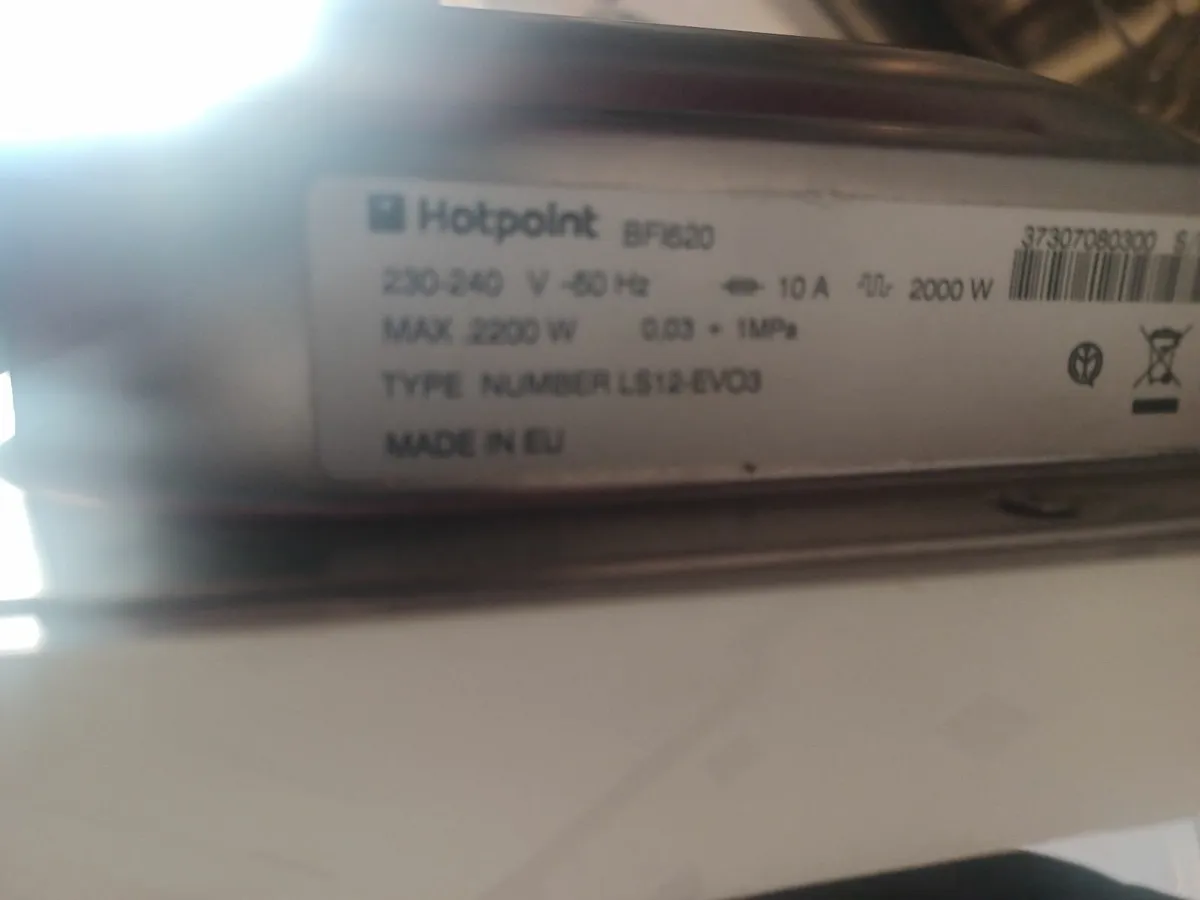 Hotpoint BFI620 37307080300 S
230-240 V ~50 Hz 10 A 2000 W
MAX 2200 W 0,03 ÷ 1MPa
TYPE NUMBER LS12-EVO3
MADE IN EU